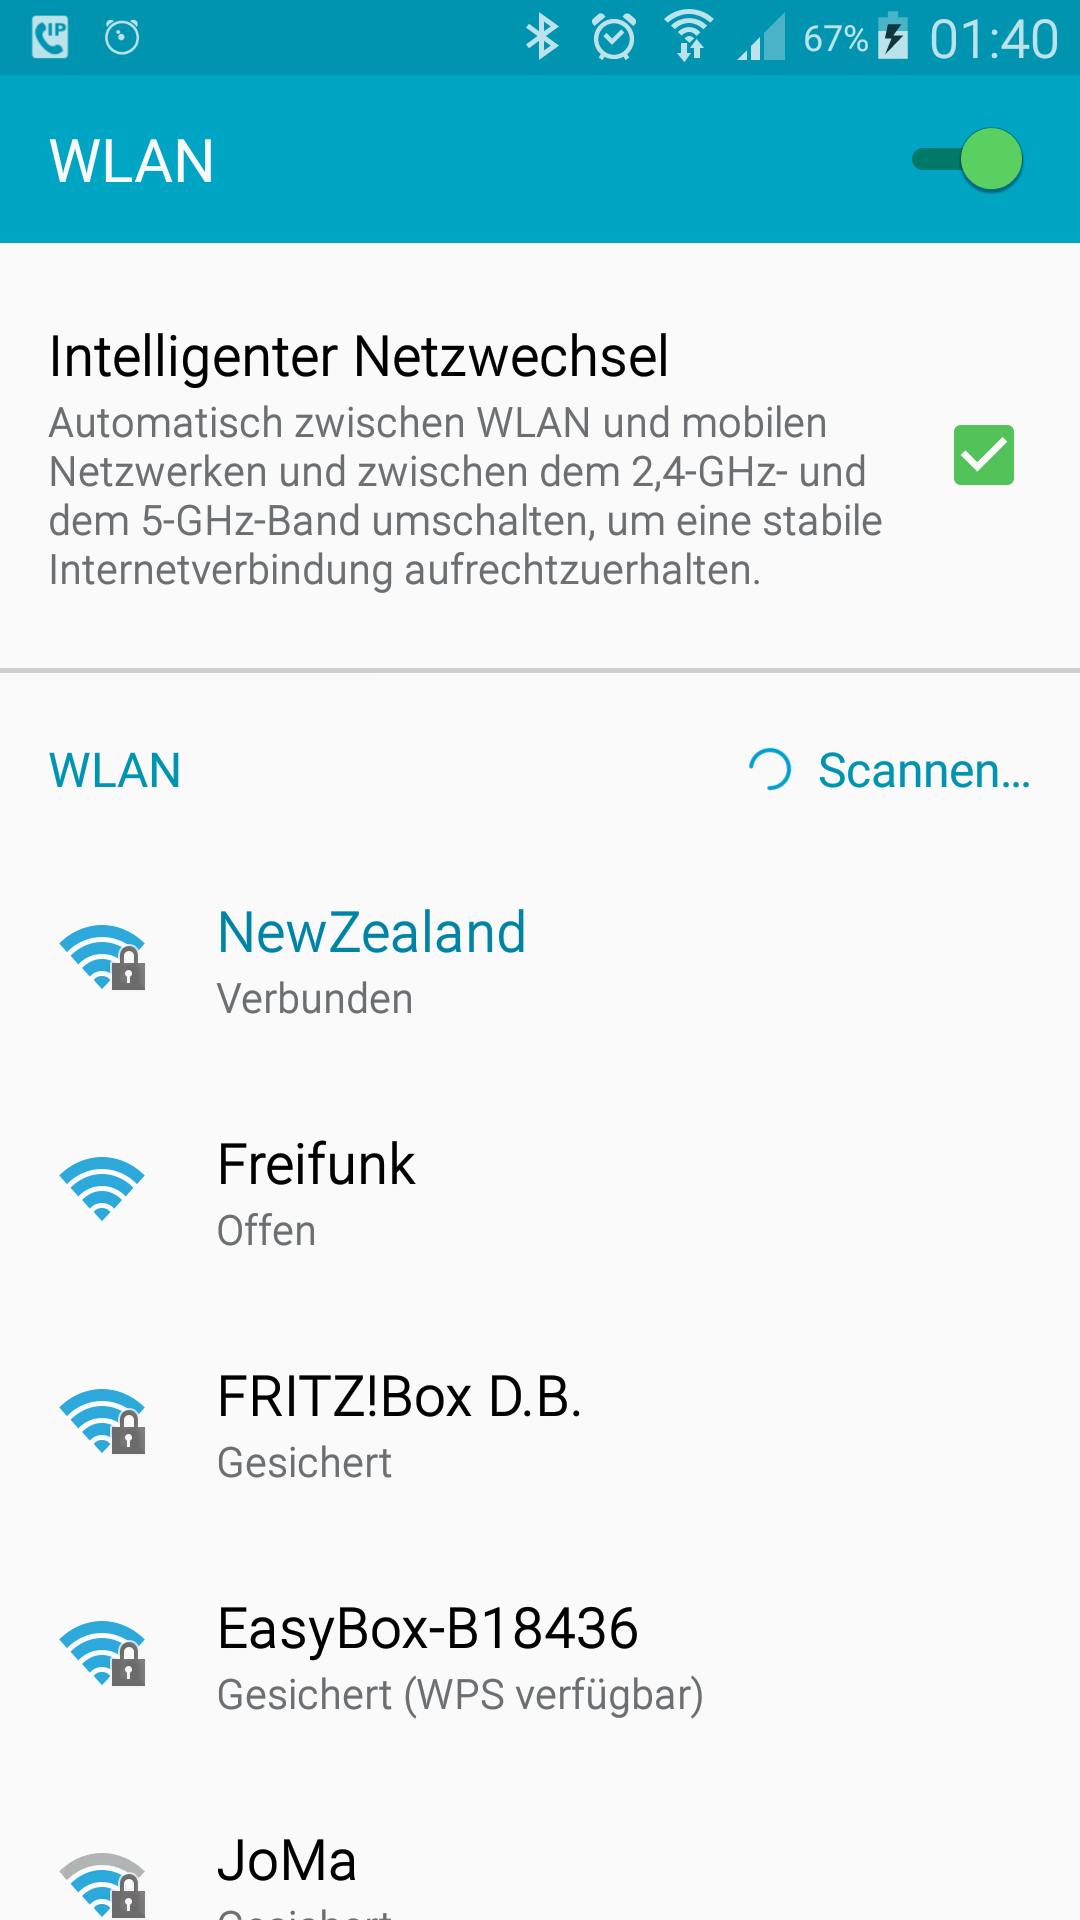 IP
67% 01:40
WLAN
Intelligenter Netzwechsel
Automatisch zwischen WLAN und mobilen
Netzwerken und zwischen dem 2,4-GHz- und
dem 5-GHz-Band umschalten, um eine stabile
Internetverbindung aufrechtzuerhalten.
WLAN Scannen...
NewZealand
Verbunden
Freifunk
Offen
FRITZ!Box D.B.
Gesichert
EasyBox-B18436
Gesichert (WPS verfügbar)
JoMa
Gesichert